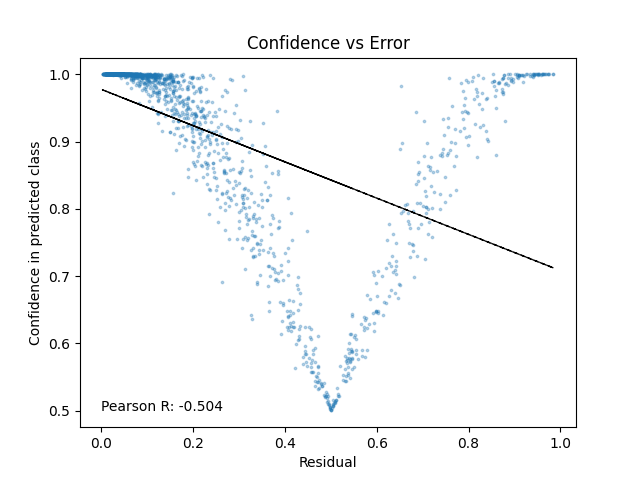 Confidence vs Error
1.0
0.9
0.8
0.7
0.6
0.5
Confidence in predicted class
Pearson R: -0.504
0.0 0.2 0.4 0.6 0.8 1.0
Residual